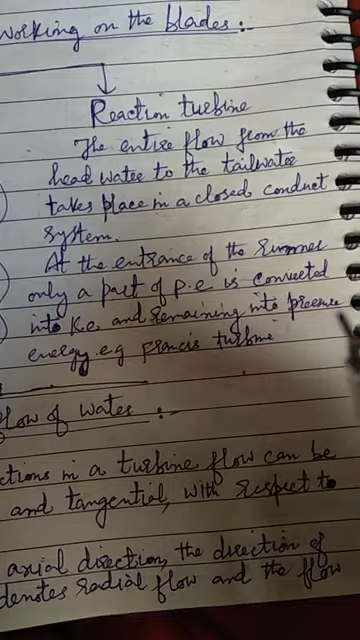 working on the blades :-
Reaction turbine
The entire flow from the
head water to the tailwater
takes place in a closed conduct
system.
At the entrance of the runner
only a part of p.e is converted
into k.e and remaining into pressure
energy e.g francis turbine
flow of water :-
ctions in a turbine flow can be
and tangential, with respect to
axial direction, the direction of
denotes radial flow and the flow